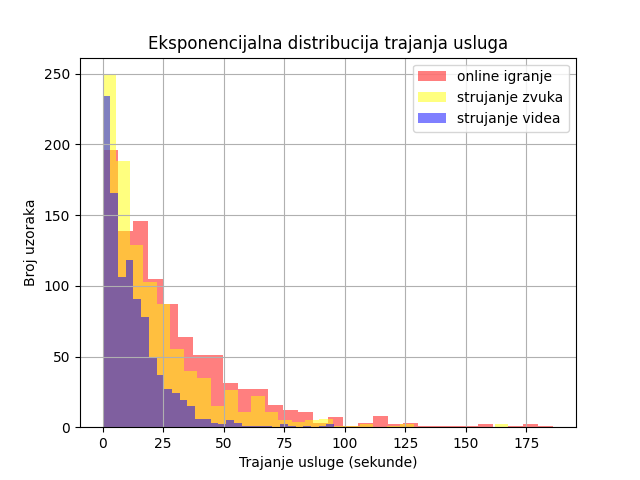 Eksponencijalna distribucija trajanja usluga
online igranje
strujanje zvuka
strujanje videa
250
200
150
100
50
0
Broj uzoraka
0 25 50 75 100 125 150 175
Trajanje usluge (sekunde)